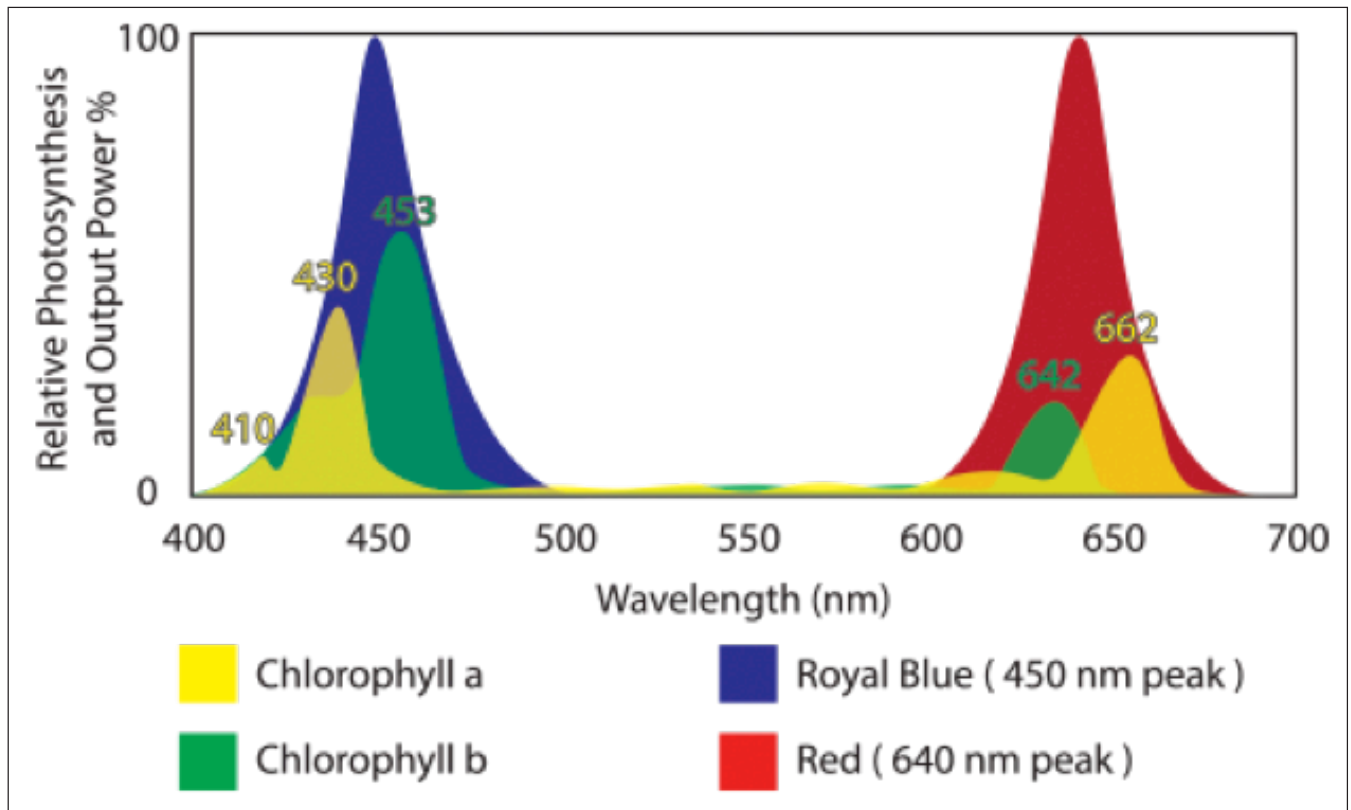 Relative Photosynthesis
and Output Power %
100
0
453
430
410
662
642
400 450 500 550 600 650 700
Wavelength (nm)
Chlorophyll a
Royal Blue ( 450 nm peak )
Chlorophyll b
Red ( 640 nm peak )